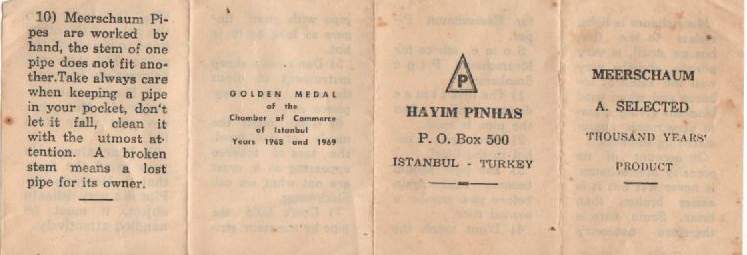 10) Meerschaum Pi-
pes are worked by
hand, the stem of one
pipe does not fit ano-
ther.Take always care
when keeping a pipe
in your pocket, don't
let it fall, clean it
with the utmost at-
tention. A broken
stem means a lost
pipe for its owner.
GOLDEN MEDAL
of the
Chamber of Commerce
of Istanbul
Years 1968 and 1969
P
HAYIM PINHAS
P. O. Box 500
ISTANBUL - TURKEY
MEERSCHAUM
A. SELECTED
THOUSAND YEARS'
PRODUCT